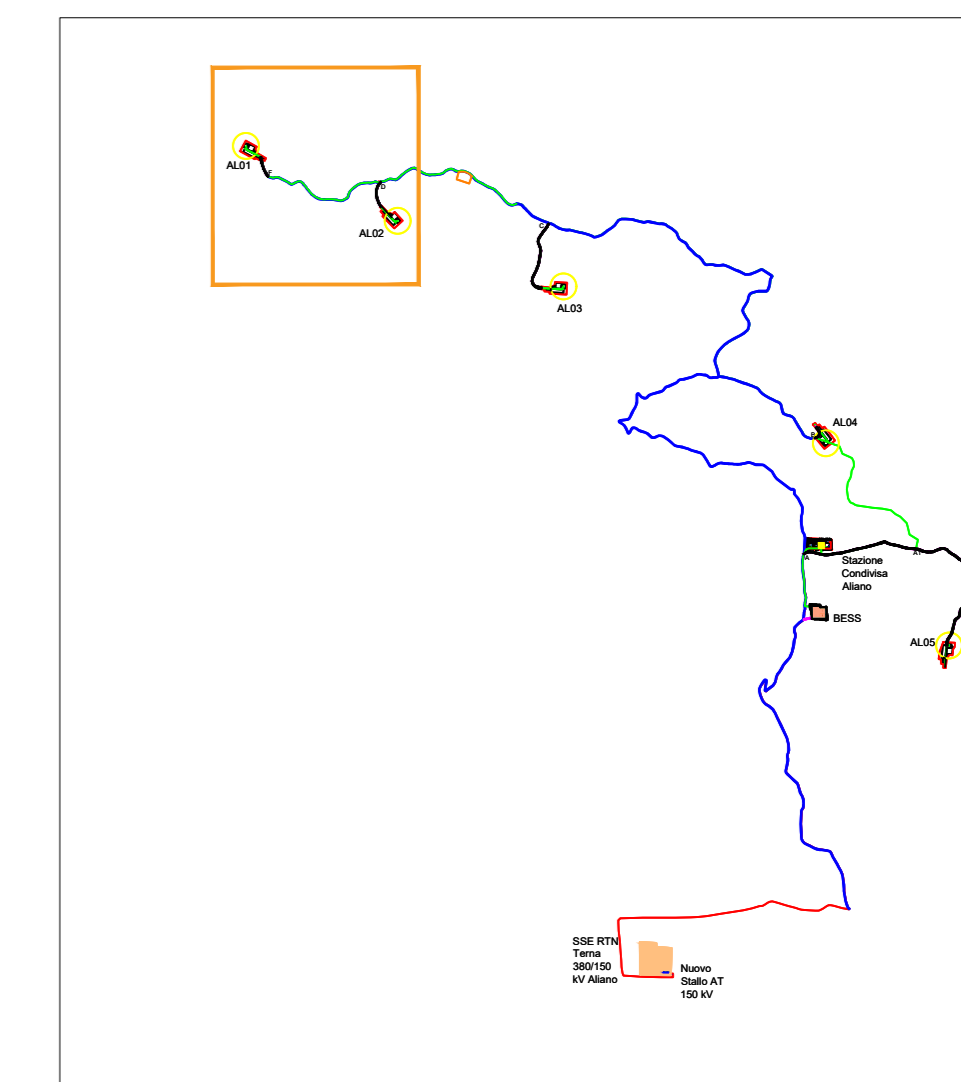 AL01
F
D
AL02
C
AL03
AL04
B
A
A1
Stazione
Condivisa
Aliano
BESS
AL05
SSE RTN
Terna
380/150
kV Aliano
Nuovo
Stallo AT
150 kV